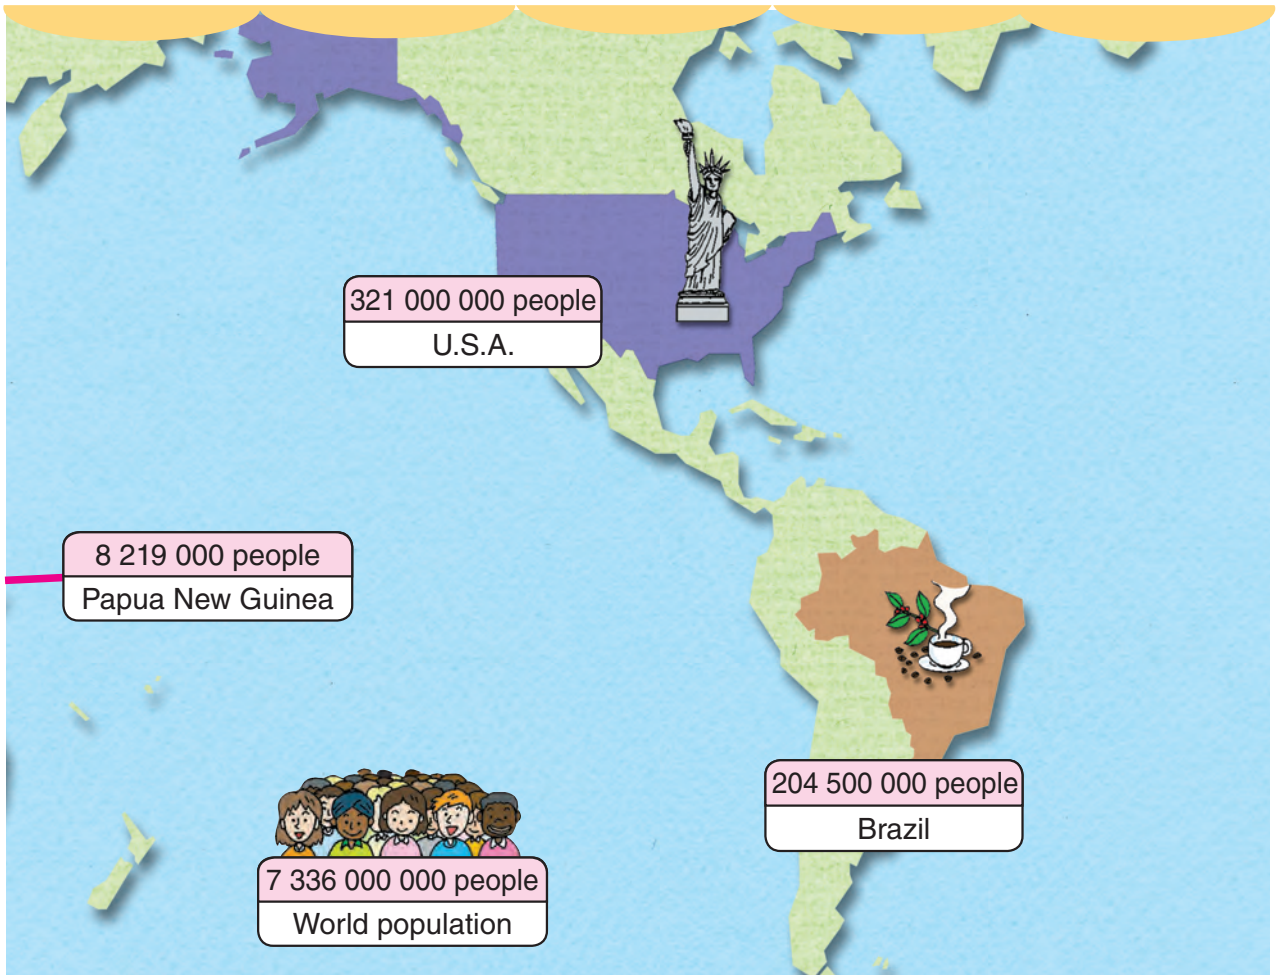 321 000 000 people
U.S.A.
8 219 000 people
Papua New Guinea
204 500 000 people
Brazil
7 336 000 000 people
World population